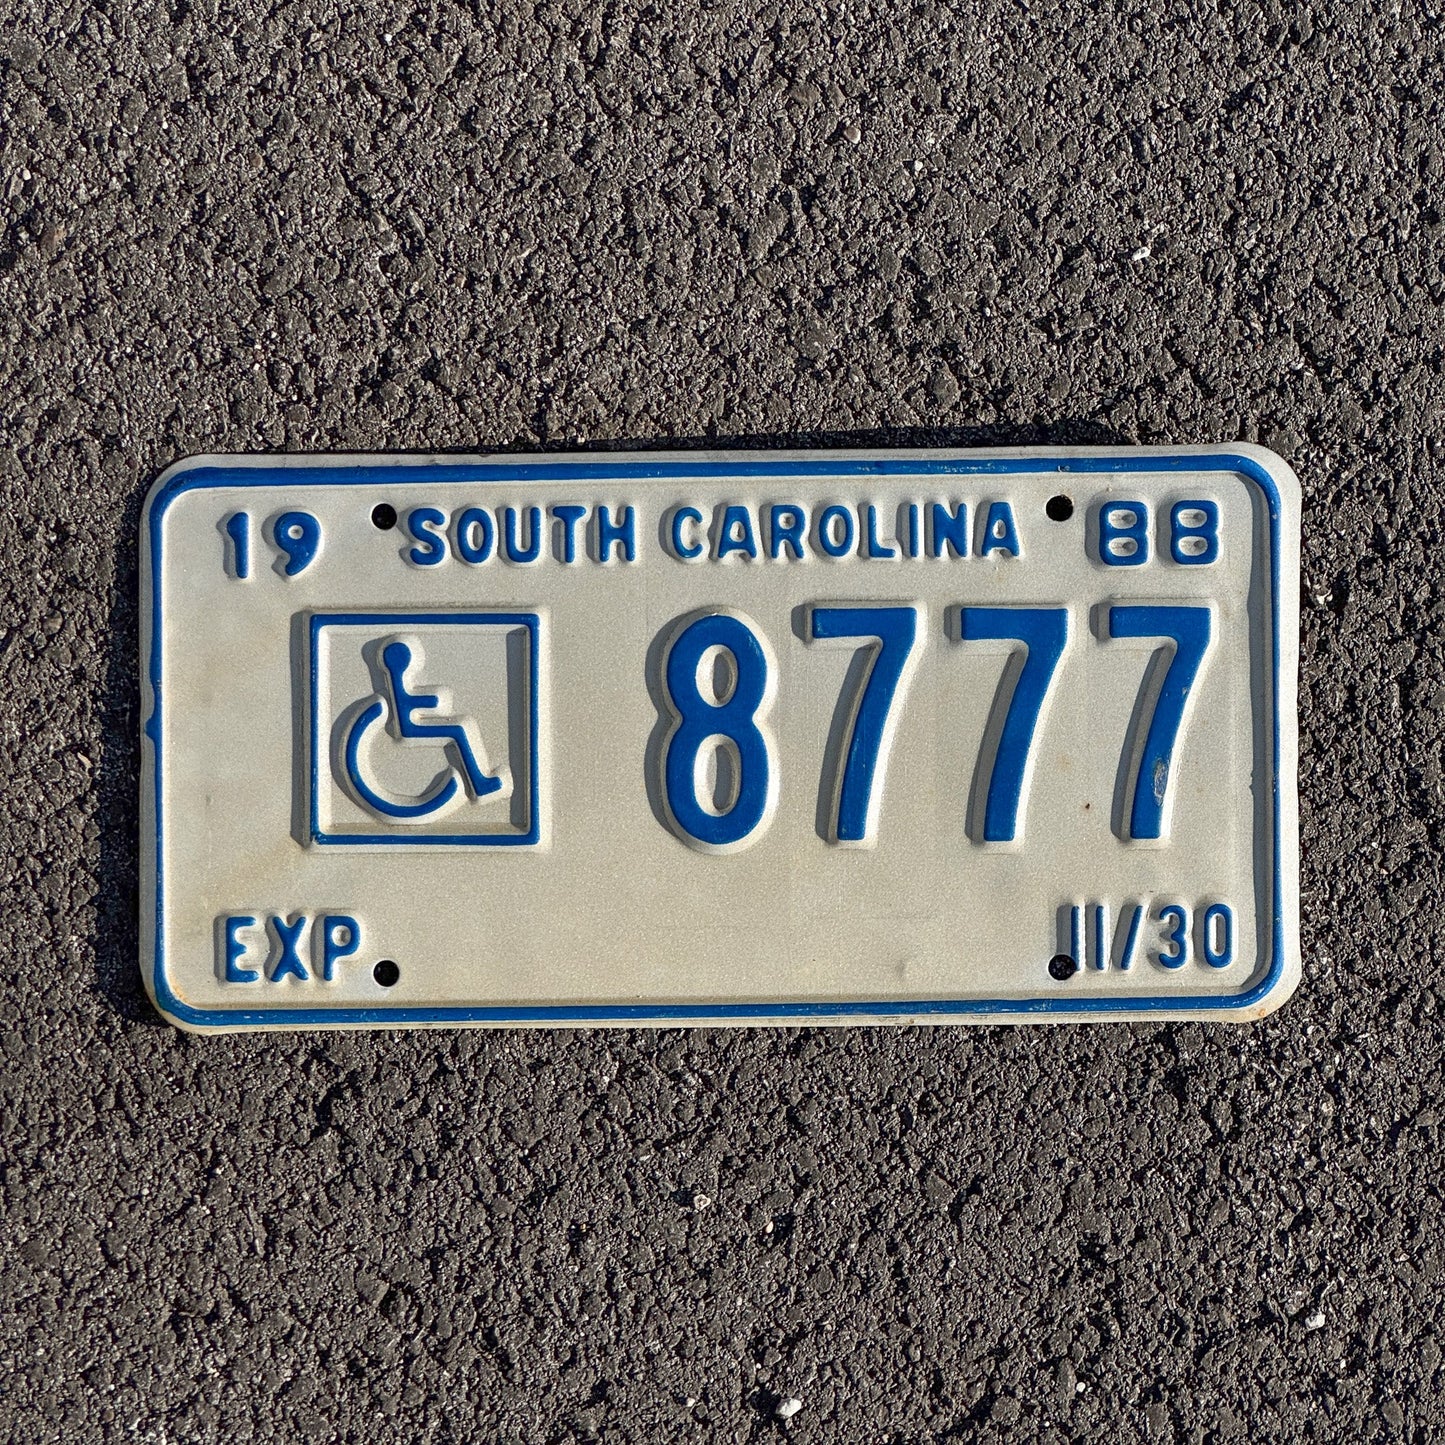 19 SOUTH CAROLINA 88
8777
EXP. 11/30